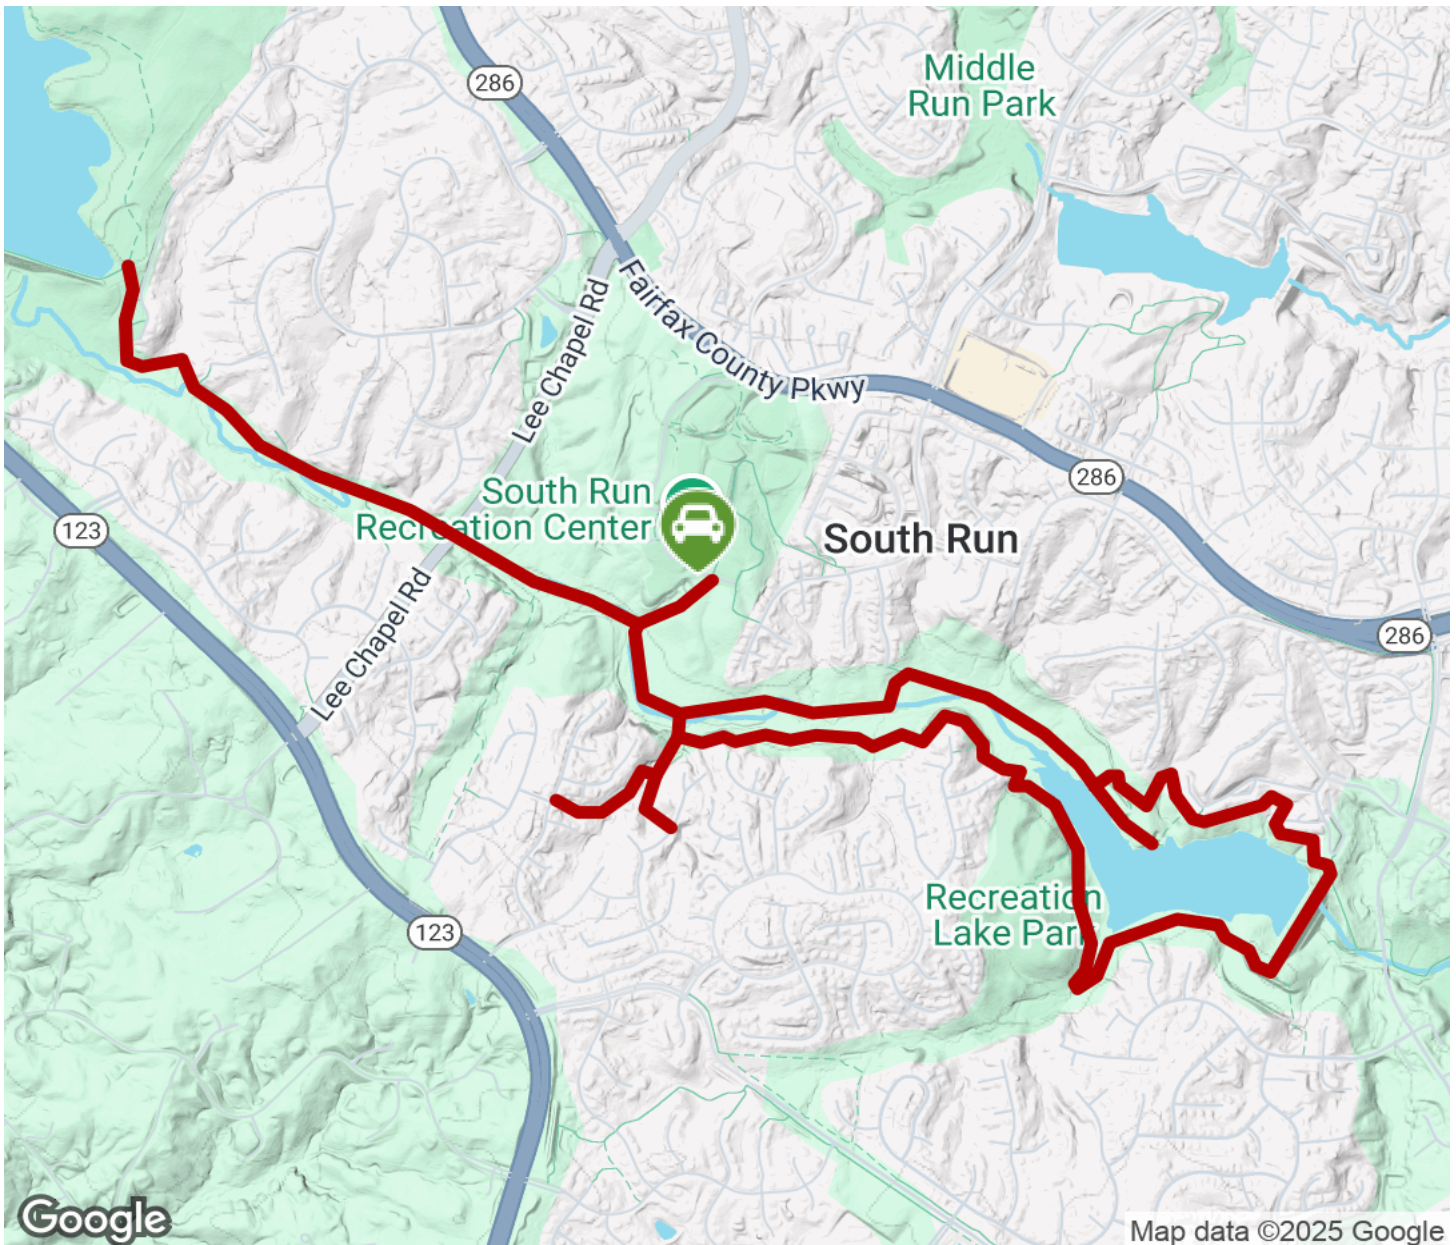 Middle
Run Park
286
Fairfax County Pkwy
Lee Chapel Rd
286
South Run
Recreation Center
South Run
123
286
Lee Chapel Rd
Recreation
Lake Park
123
Google
Map data ©2025 Google